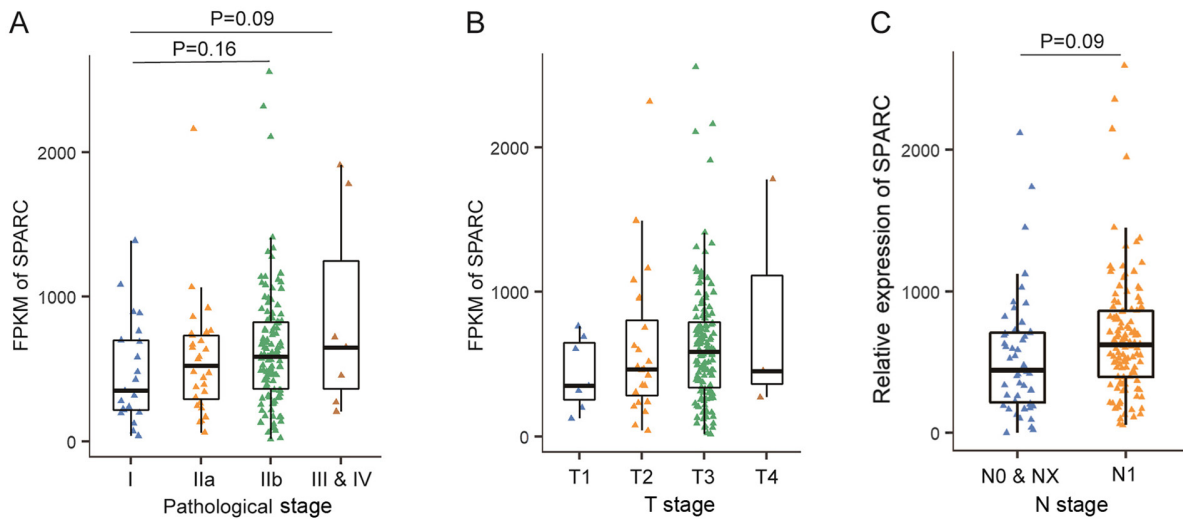 A
P=0.09
P=0.16
FPKM of SPARC
2000
1000
0
I IIa IIb III & IV
Pathological stage
B
FPKM of SPARC
2000
1000
0
T1 T2 T3 T4
T stage
C
P=0.09
Relative expression of SPARC
2000
1000
0
N0 & NX N1
N stage